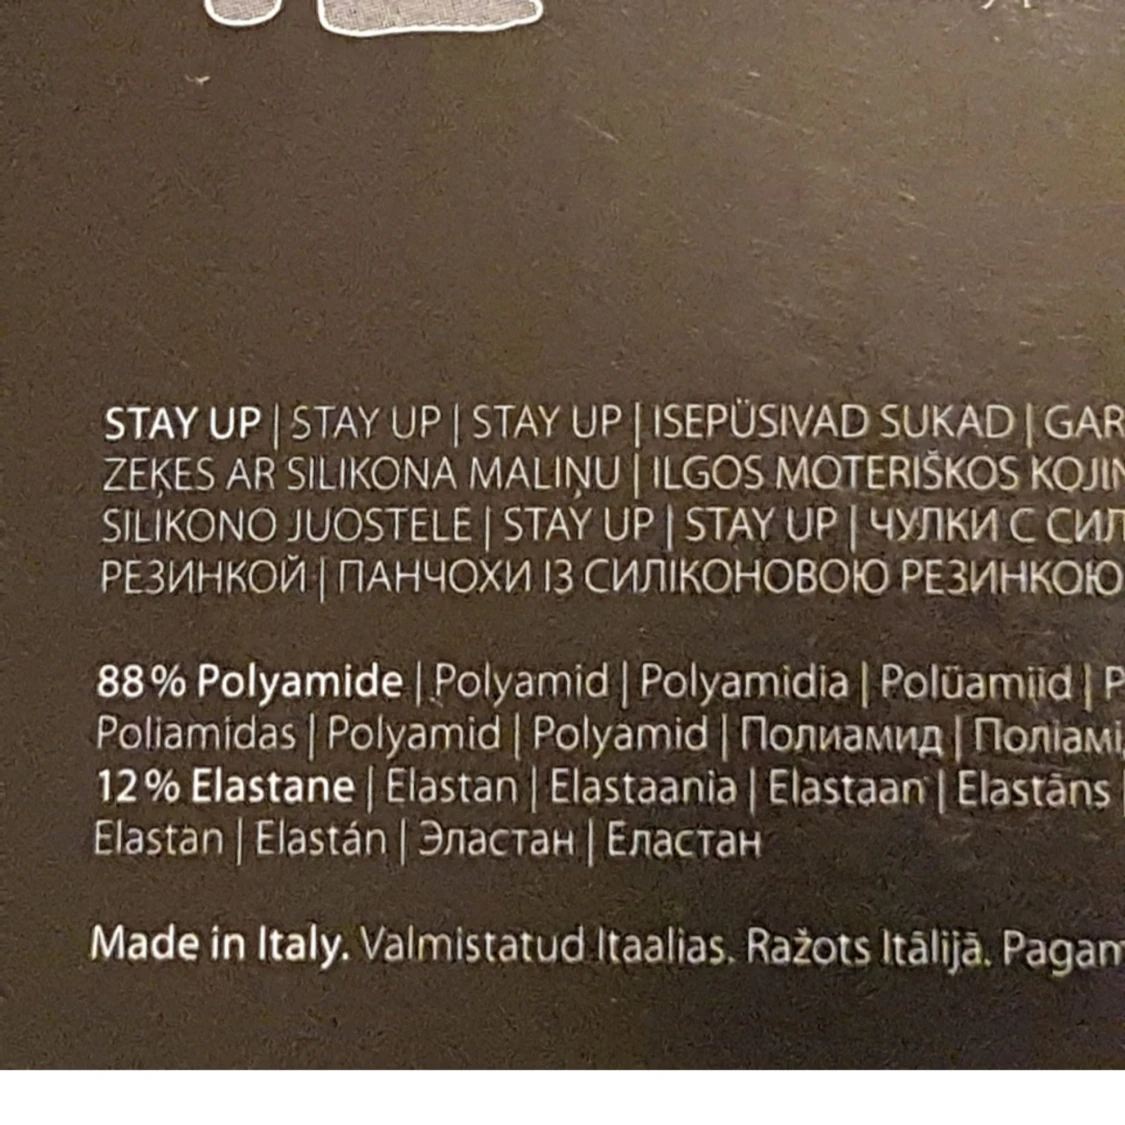 STAY UP | STAY UP | STAY UP | ISEPÜSIVAD SUKAD | GAR
ZEĶES AR SILIKONA MALIŅU | ILGOS MOTERIŠKOS KOJIN
SILIKONO JUOSTELE | STAY UP | STAY UP | ЧУЛКИ С СИЛ
РЕЗИНКОЙ | ПАНЧОХИ ІЗ СИЛІКОНОВОЮ РЕЗИНКОЮ
88% Polyamide | Polyamid | Polyamidia | Polüamiid | P
Poliamidas | Polyamid | Polyamid | Полиамид | Поліамі
12% Elastane | Elastan | Elastaania | Elastaan | Elastāns |
Elastan | Elastán | Эластан | Еластан
Made in Italy. Valmistatud Itaalias. Ražots Itālijā. Pagam